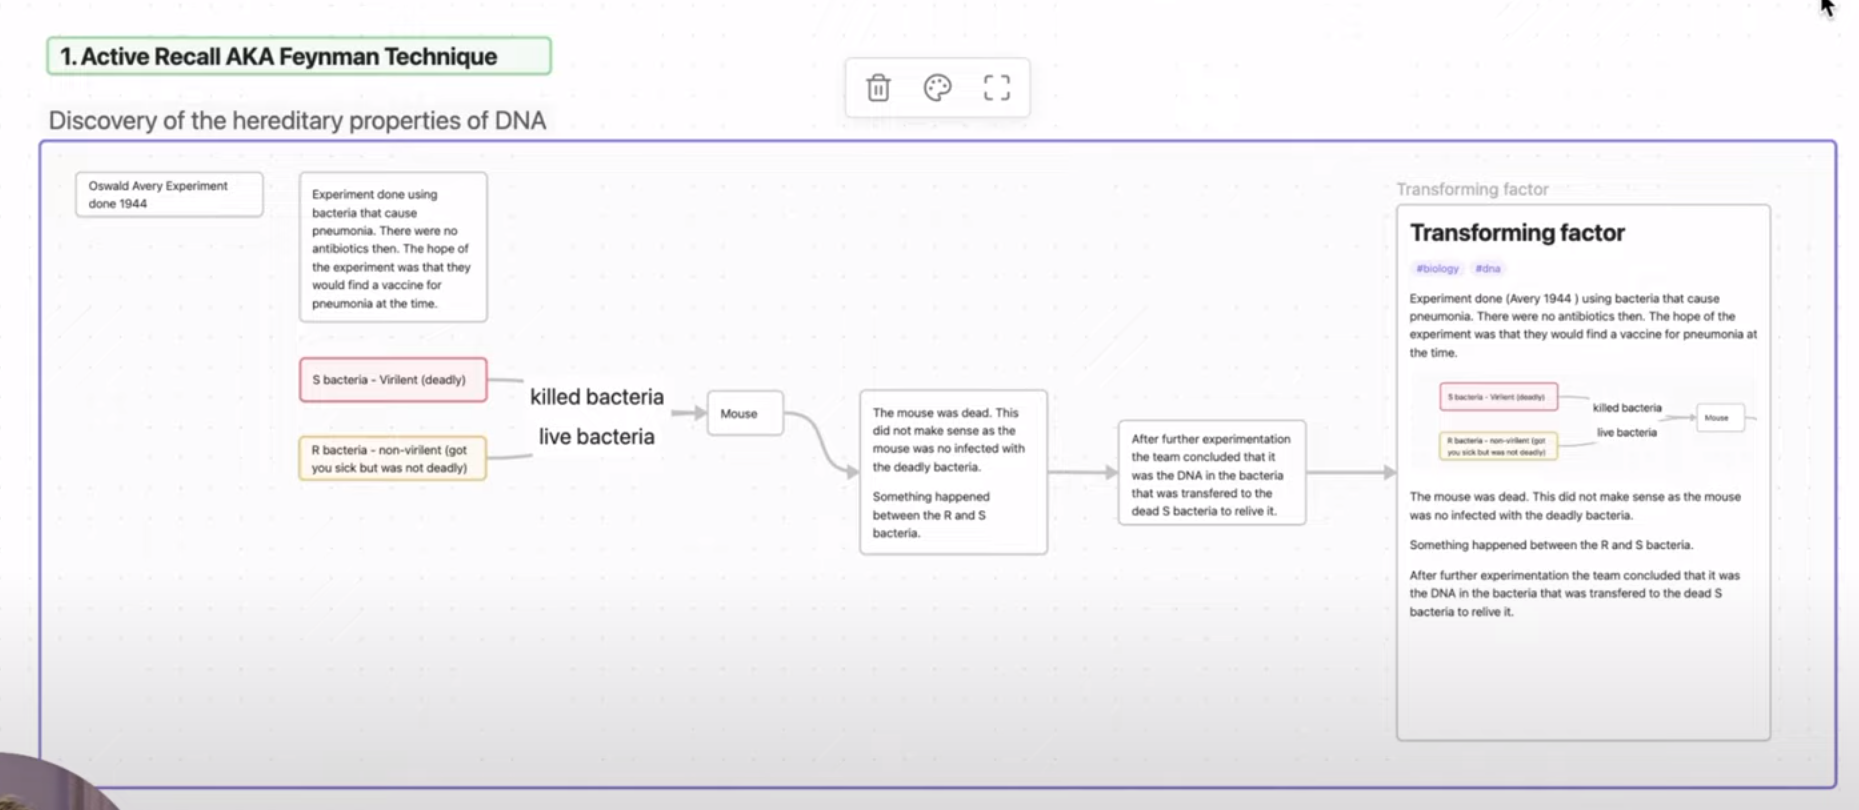 1. Active Recall AKA Feynman Technique
Discovery of the hereditary properties of DNA
Oswald Avery Experiment
done 1944
Experiment done using
bacteria that cause
pneumonia. There were no
antibiotics then. The hope of
the experiment was that they
would find a vaccine for
pneumonia at the time.
S bacteria - Virilent (deadly)
R bacteria - non-virilent (got
you sick but was not deadly)
killed bacteria
live bacteria
Mouse
The mouse was dead. This
did not make sense as the
mouse was no infected with
the deadly bacteria.
Something happened
between the R and S
bacteria.
After further experimentation
the team concluded that it
was the DNA in the bacteria
that was transfered to the
dead S bacteria to relive it.
Transforming factor
Transforming factor
#biology #dna
Experiment done (Avery 1944 ) using bacteria that cause
pneumonia. There were no antibiotics then. The hope of the
experiment was that they would find a vaccine for pneumonia at
the time.
S bacteria - Virilent (deadly)
R bacteria - non-virilent (got
you sick but was not deadly)
killed bacteria
live bacteria
Mouse
The mouse was dead. This did not make sense as the mouse
was no infected with the deadly bacteria.
Something happened between the R and S bacteria.
After further experimentation the team concluded that it was
the DNA in the bacteria that was transfered to the dead S
bacteria to relive it.